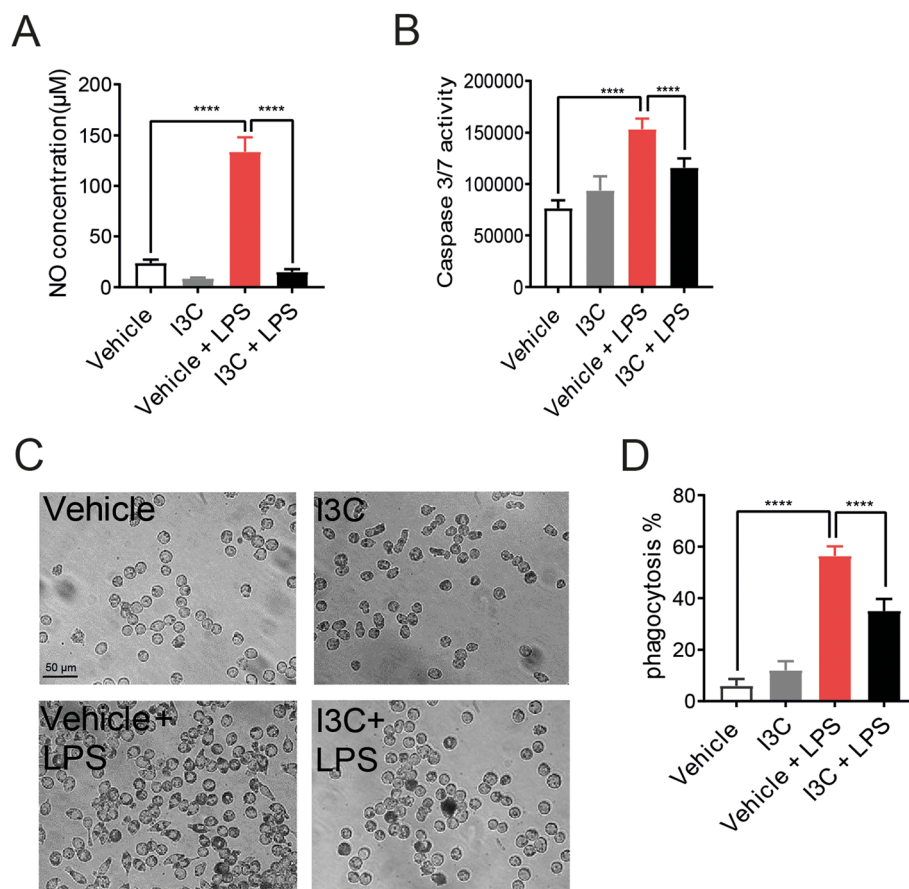 A
NO concentration(μM)
200
150
100
50
0
**** ****
Vehicle
I3C
Vehicle + LPS
I3C + LPS
B
Caspase 3/7 activity
200000
150000
100000
50000
0
**** ****
Vehicle
I3C
Vehicle + LPS
I3C + LPS
C
Vehicle
50 μm
I3C
Vehicle+
LPS
I3C+
LPS
D
phagocytosis %
80
60
40
20
0
**** ****
Vehicle
I3C
Vehicle + LPS
I3C + LPS